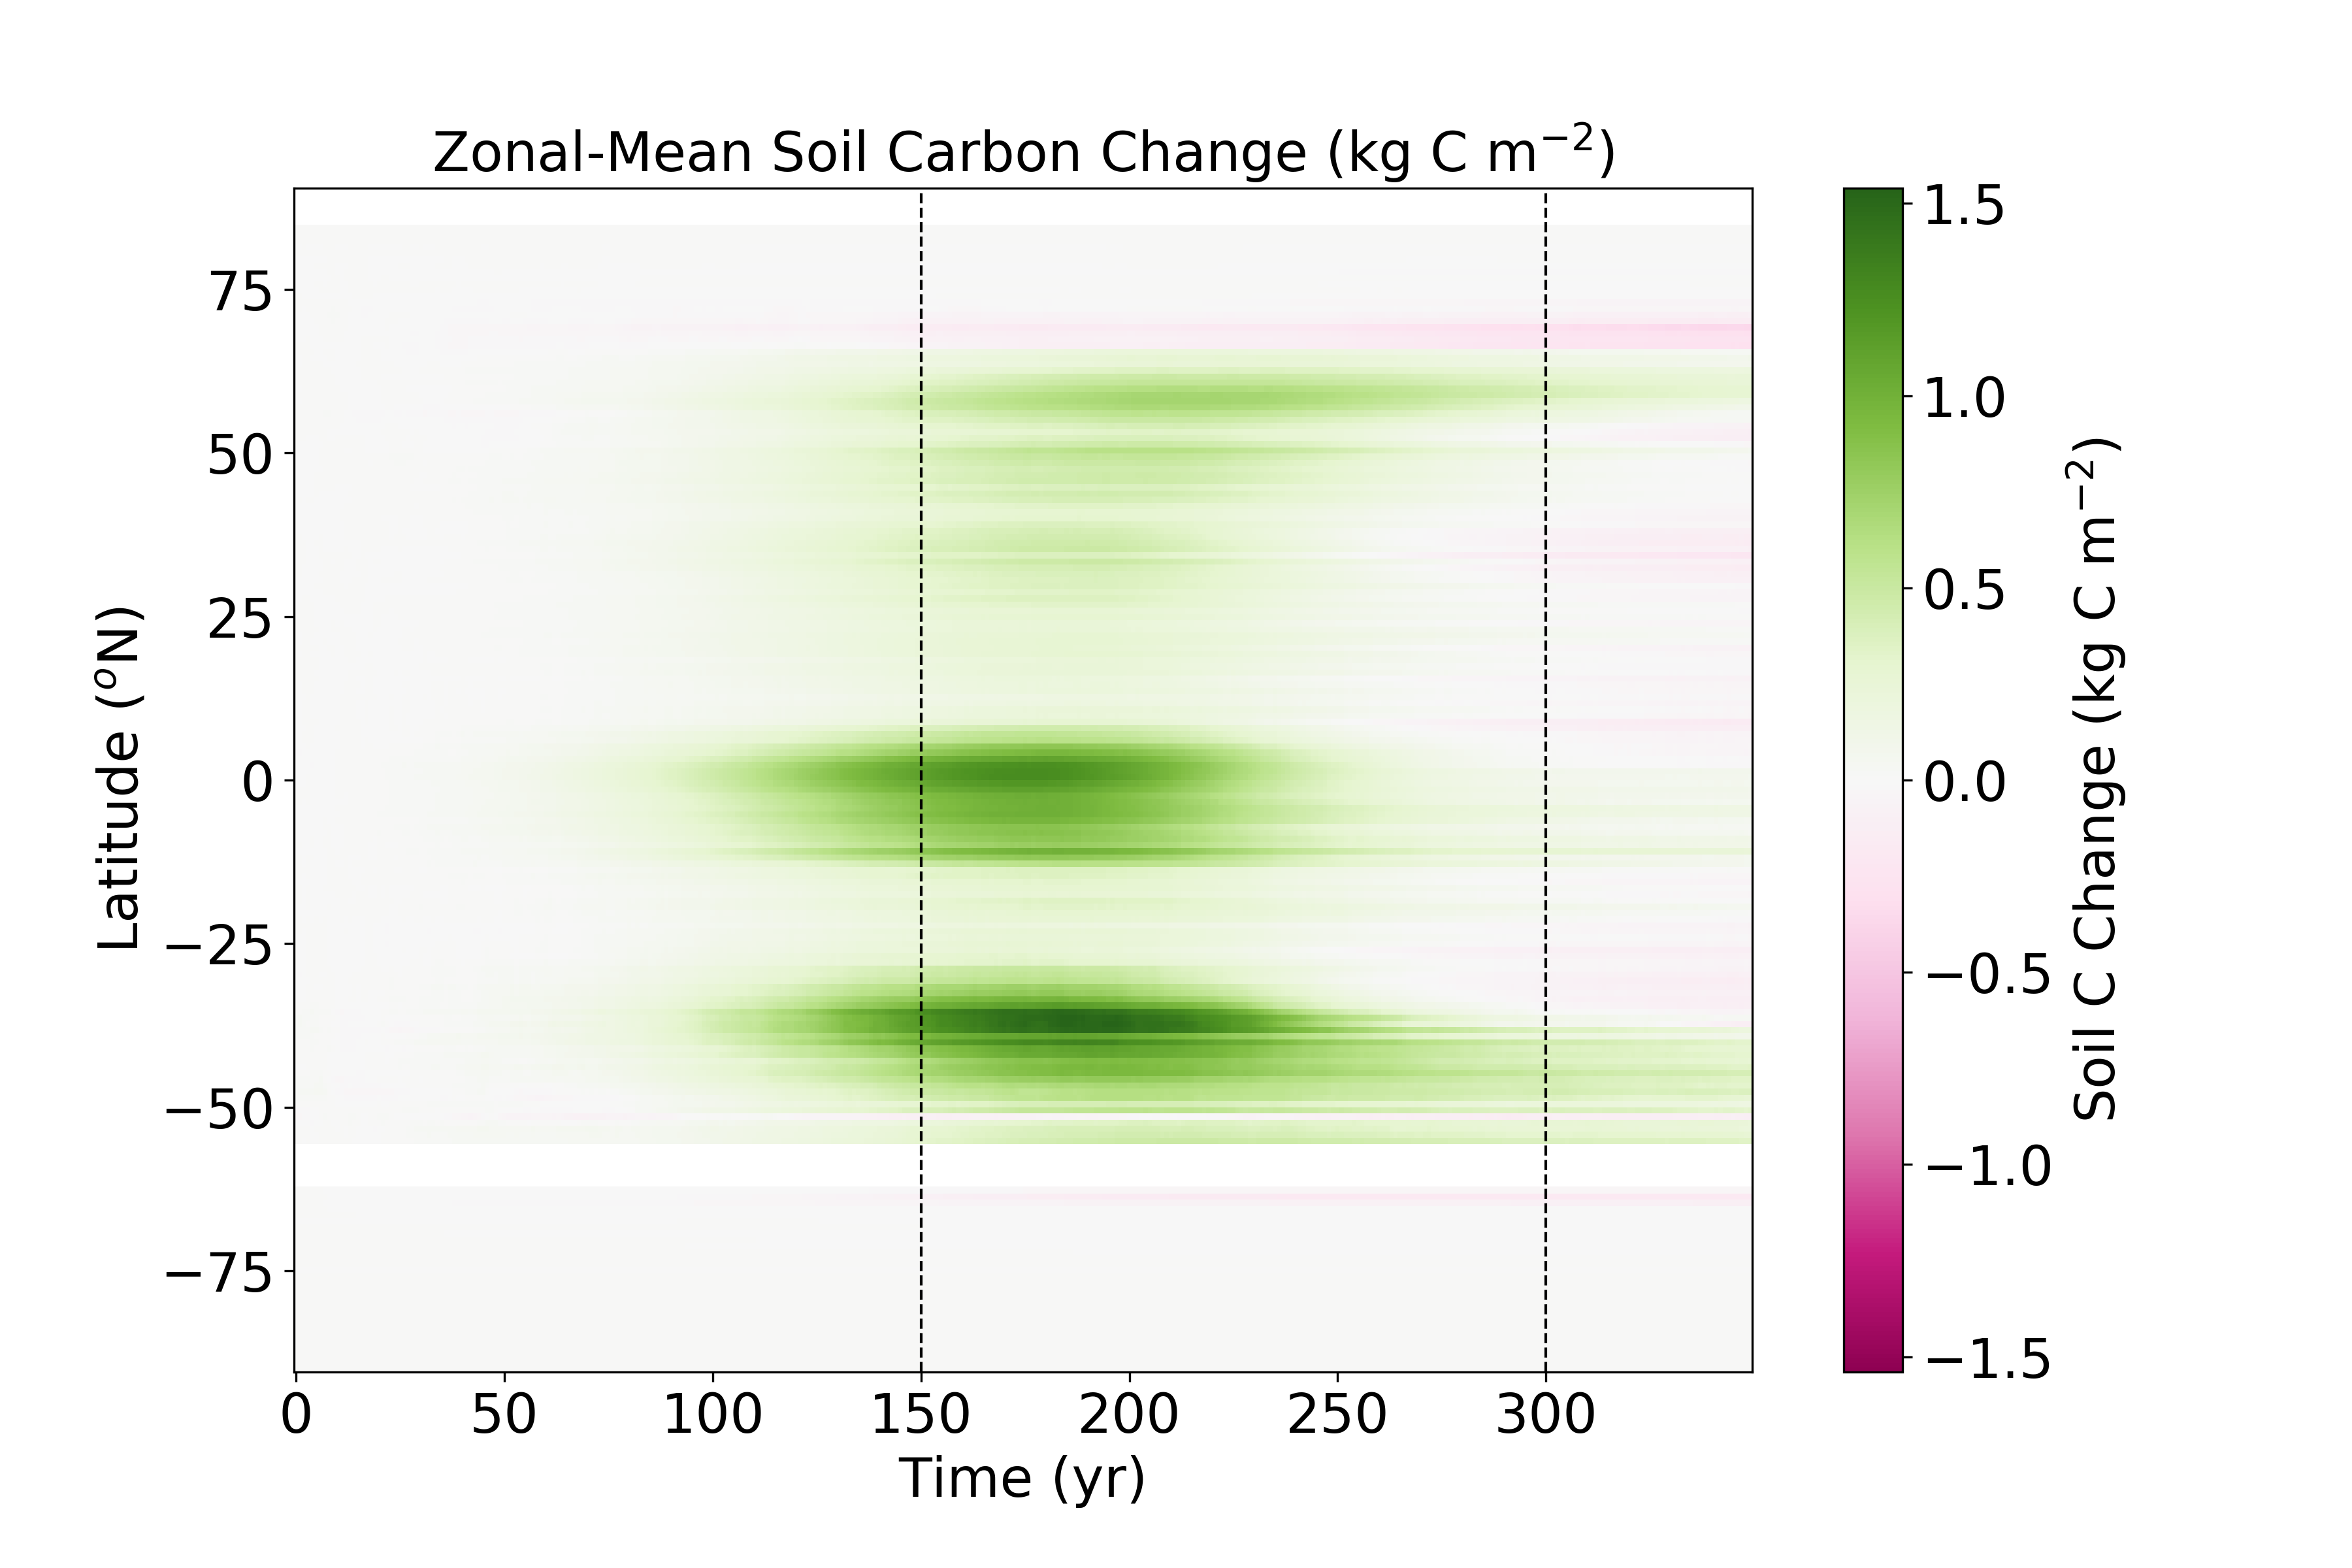 Zonal-Mean Soil Carbon Change (kg C m⁻²)
75
50
25
0
−25
−50
−75
Latitude (ᵒN)
0 50 100 150 200 250 300
Time (yr)
1.5
1.0
0.5
0.0
−0.5
−1.0
−1.5
Soil C Change (kg C m⁻²)